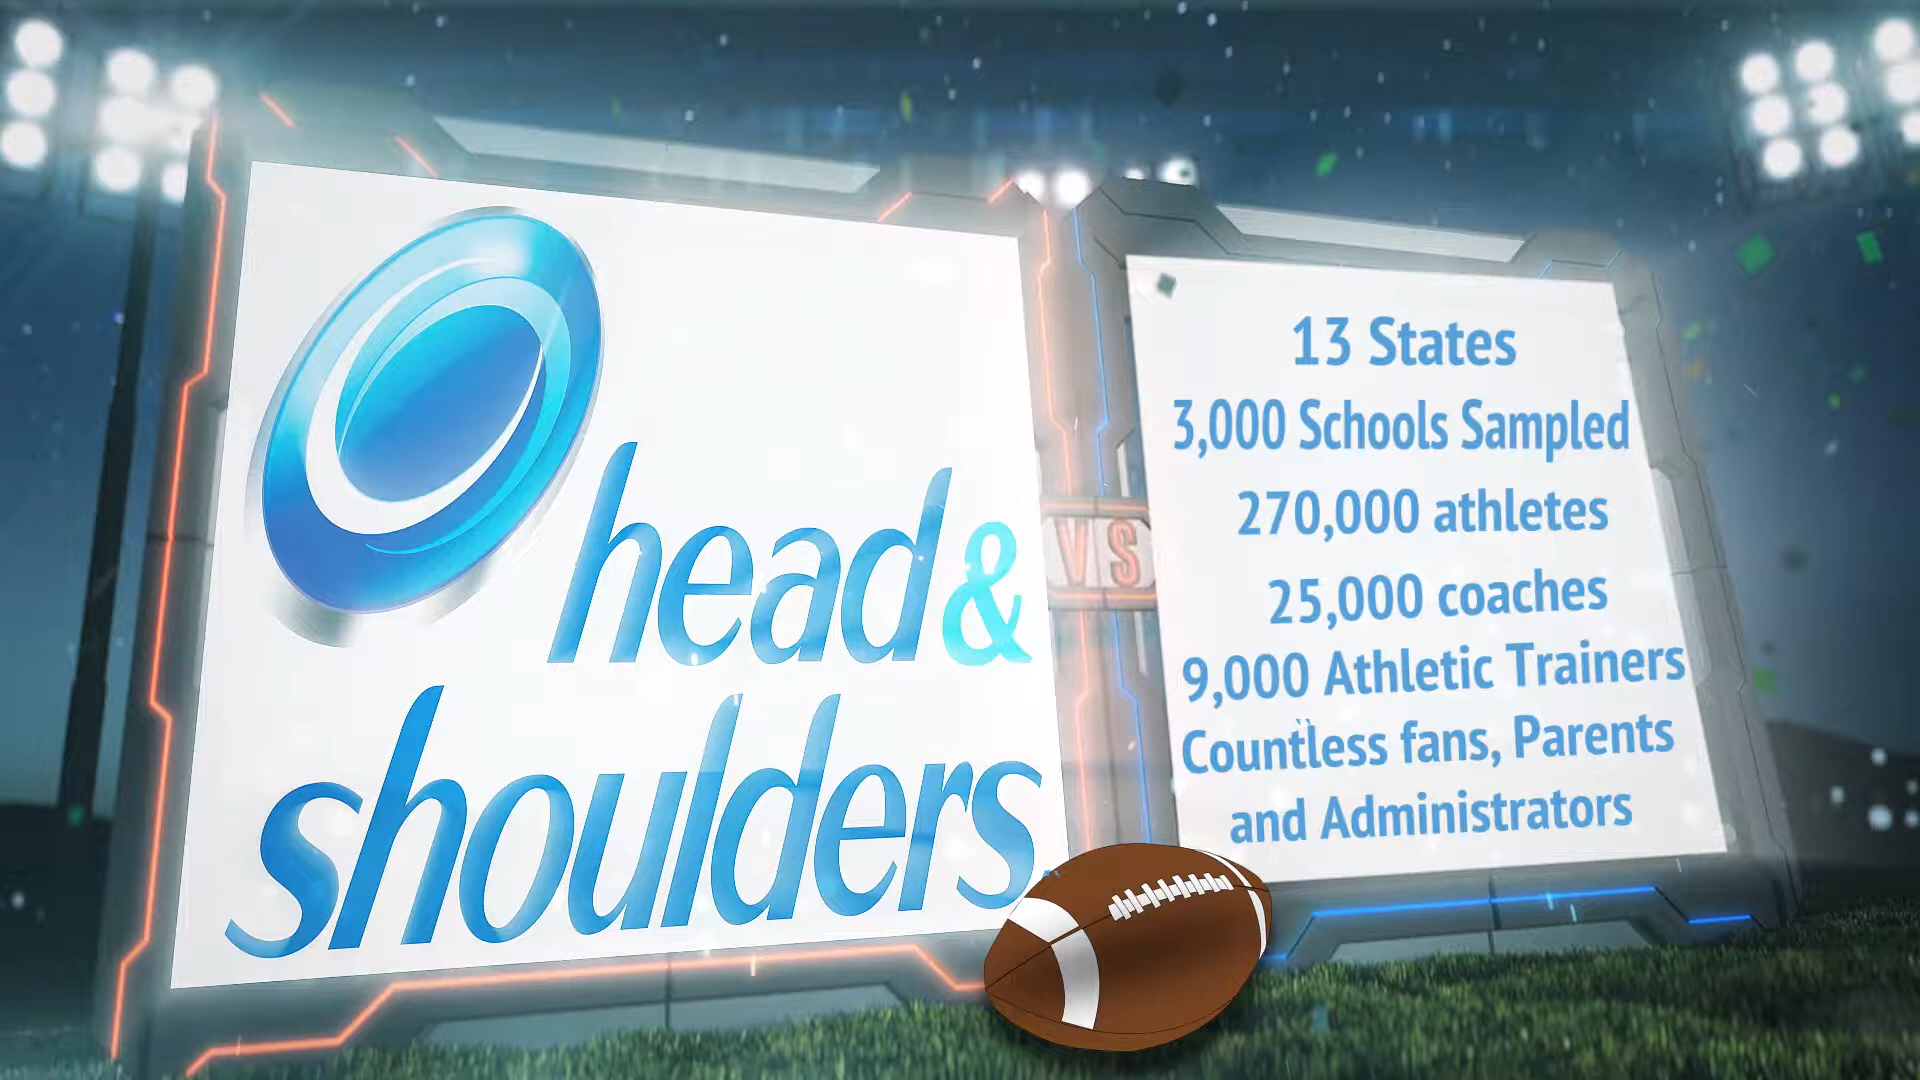 head &
shoulders
VS
13 States
3,000 Schools Sampled
270,000 athletes
25,000 coaches
9,000 Athletic Trainers
Countless fans, Parents
and Administrators